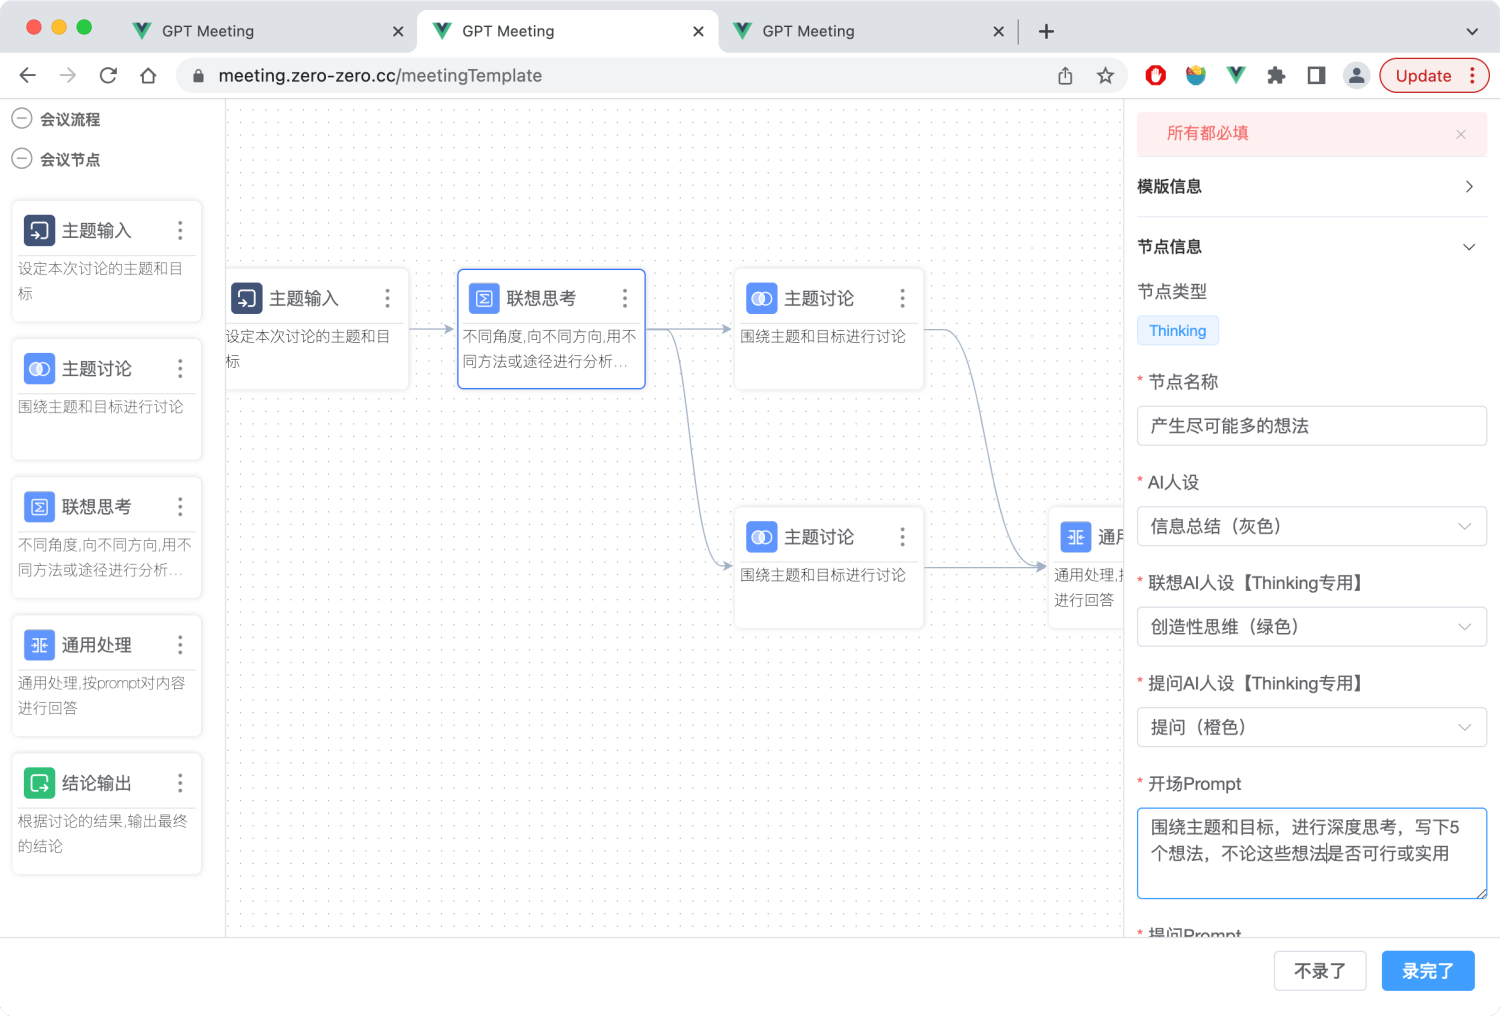 GPT Meeting
GPT Meeting
GPT Meeting
meeting.zero-zero.cc/meetingTemplate
Update
会议流程
会议节点
主题输入
设定本次讨论的主题和目
标
主题讨论
围绕主题和目标进行讨论
联想思考
不同角度,向不同方向,用不
同方法或途径进行分析...
通用处理
通用处理,按prompt对内容
进行回答
结论输出
根据讨论的结果,输出最终
的结论
主题输入
设定本次讨论的主题和目
标
联想思考
不同角度,向不同方向,用不
同方法或途径进行分析...
主题讨论
围绕主题和目标进行讨论
主题讨论
围绕主题和目标进行讨论
通用
通用处理,按
进行回答
所有都必填
模版信息
节点信息
节点类型
Thinking
* 节点名称
产生尽可能多的想法
* AI人设
信息总结（灰色）
* 联想AI人设【Thinking专用】
创造性思维（绿色）
* 提问AI人设【Thinking专用】
提问（橙色）
* 开场Prompt
围绕主题和目标，进行深度思考，写下5
个想法，不论这些想法是否可行或实用
* 提问Prompt
不录了
录完了